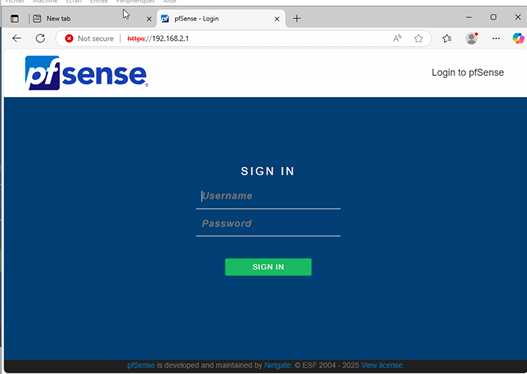 Fichier Machine Écran Entrée Périphériques Aide
New tab
pfSense - Login
Not secure https://192.168.2.1
pfsense
Login to pfSense
SIGN IN
Username
Password
SIGN IN
pfSense is developed and maintained by Netgate. © ESF 2004 - 2025 View license.